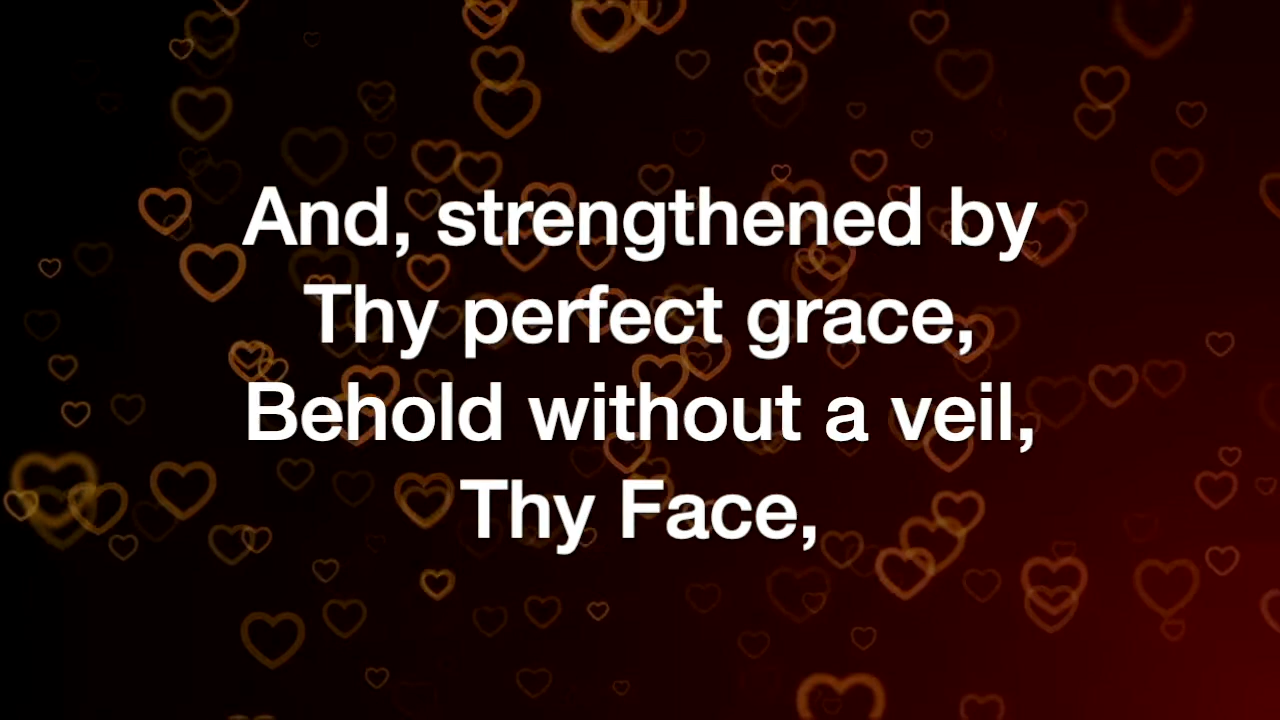 And, strengthened by
Thy perfect grace,
Behold without a veil,
Thy Face,